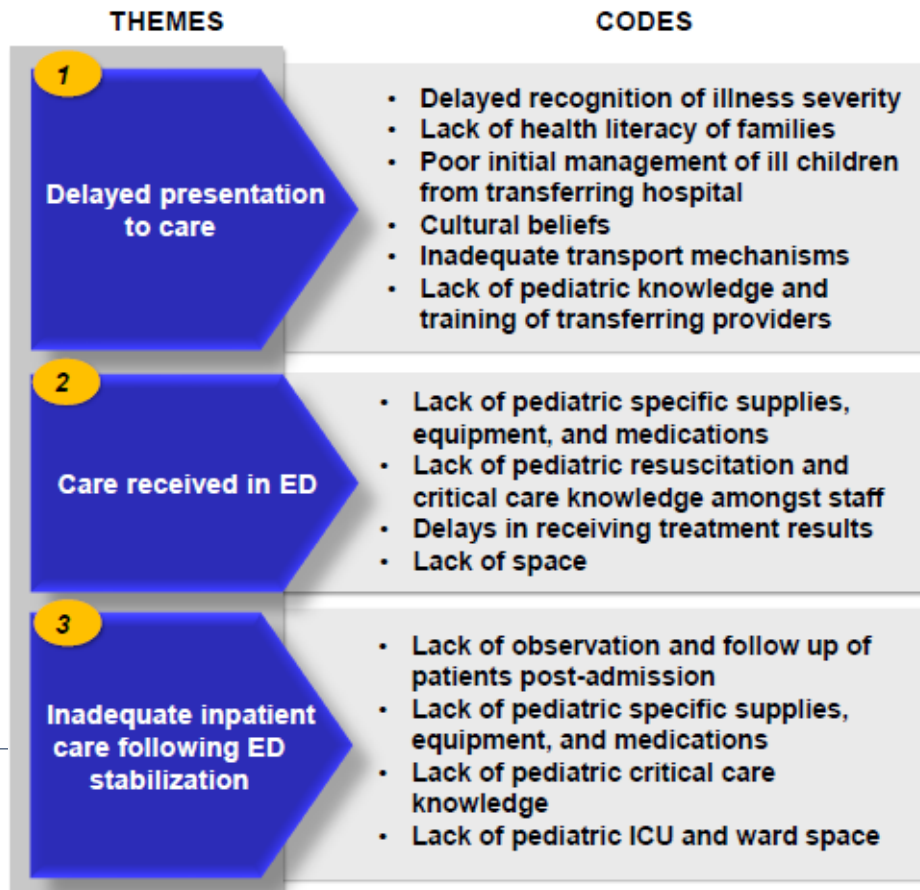 THEMES
CODES
1
Delayed presentation
to care
• Delayed recognition of illness severity
• Lack of health literacy of families
• Poor initial management of ill children
from transferring hospital
• Cultural beliefs
• Inadequate transport mechanisms
• Lack of pediatric knowledge and
training of transferring providers
2
Care received in ED
• Lack of pediatric specific supplies,
equipment, and medications
• Lack of pediatric resuscitation and
critical care knowledge amongst staff
• Delays in receiving treatment results
• Lack of space
3
Inadequate inpatient
care following ED
stabilization
• Lack of observation and follow up of
patients post-admission
• Lack of pediatric specific supplies,
equipment, and medications
• Lack of pediatric critical care
knowledge
• Lack of pediatric ICU and ward space